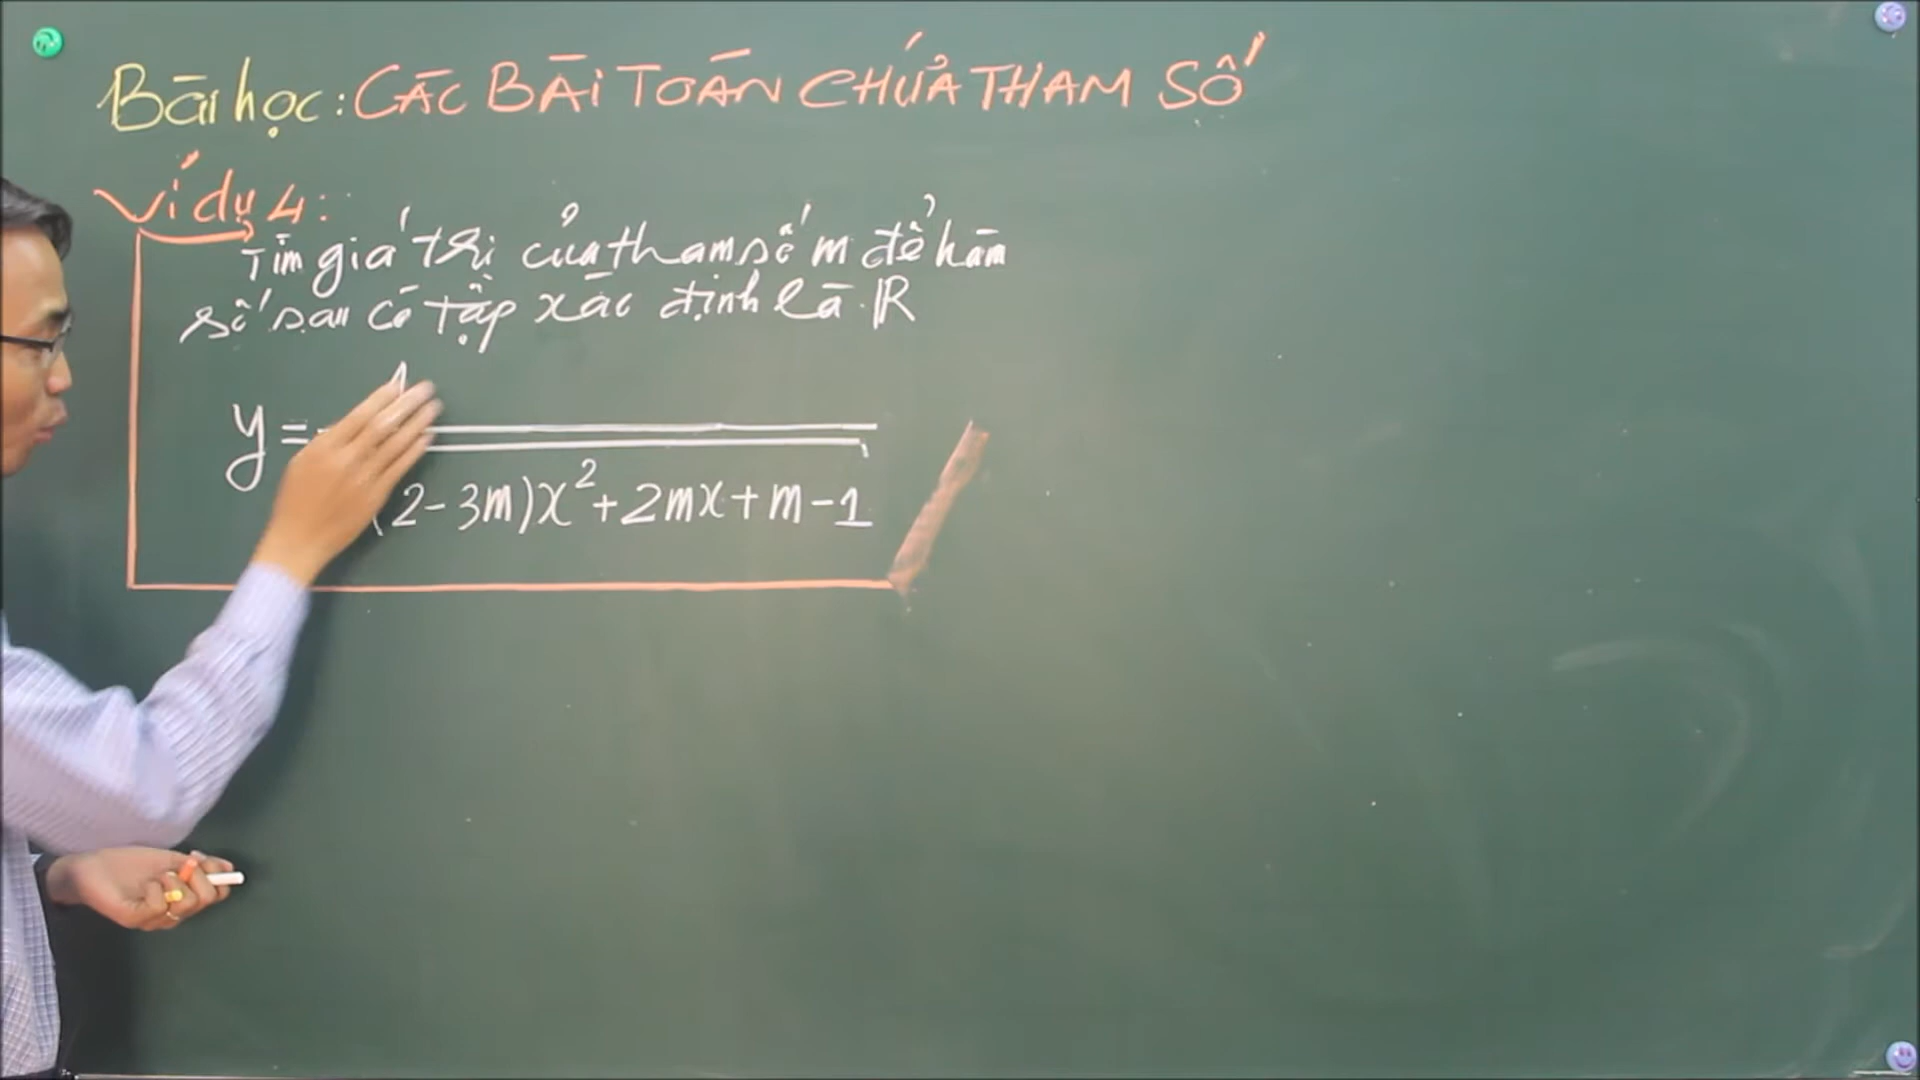 Bài học: CÁC BÀI TOÁN CHỨA THAM SỐ
Ví dụ 4:
Tìm giá trị của tham số m để hàm
số sau có tập xác định là R
y =
(2-3m)x²+2mx+m-1